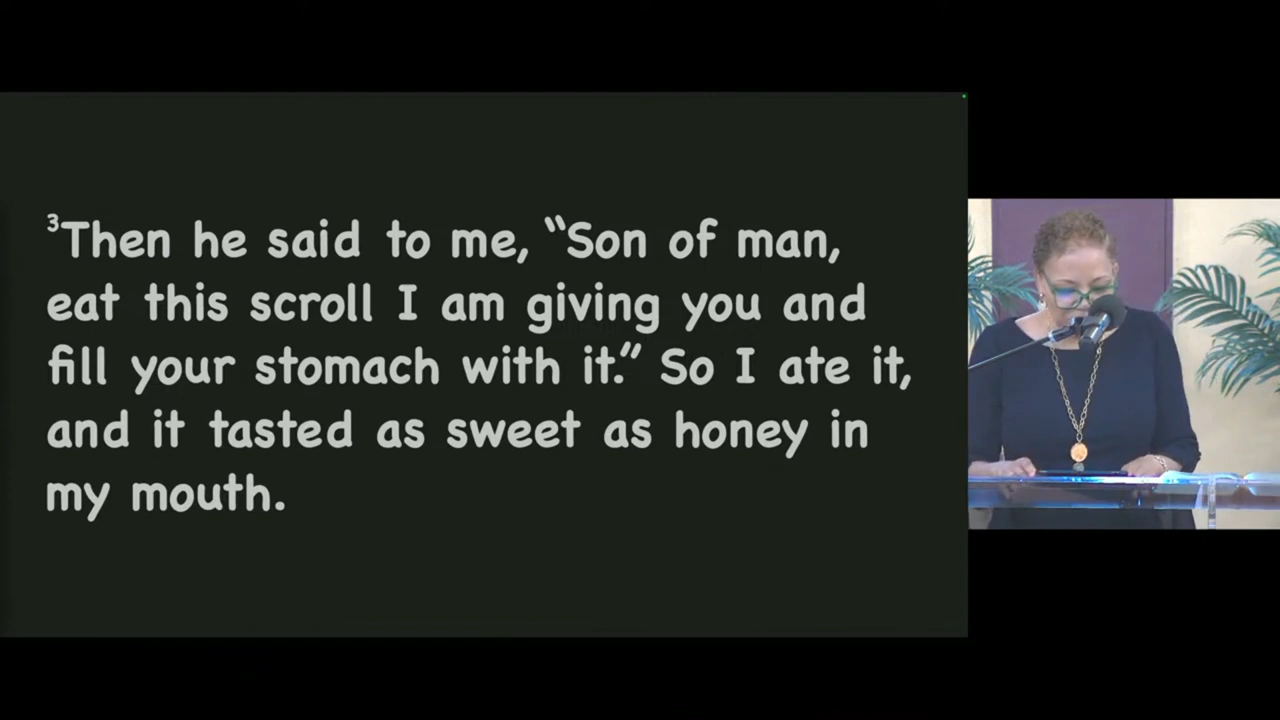 ³Then he said to me, “Son of man,
eat this scroll I am giving you and
fill your stomach with it.” So I ate it,
and it tasted as sweet as honey in
my mouth.